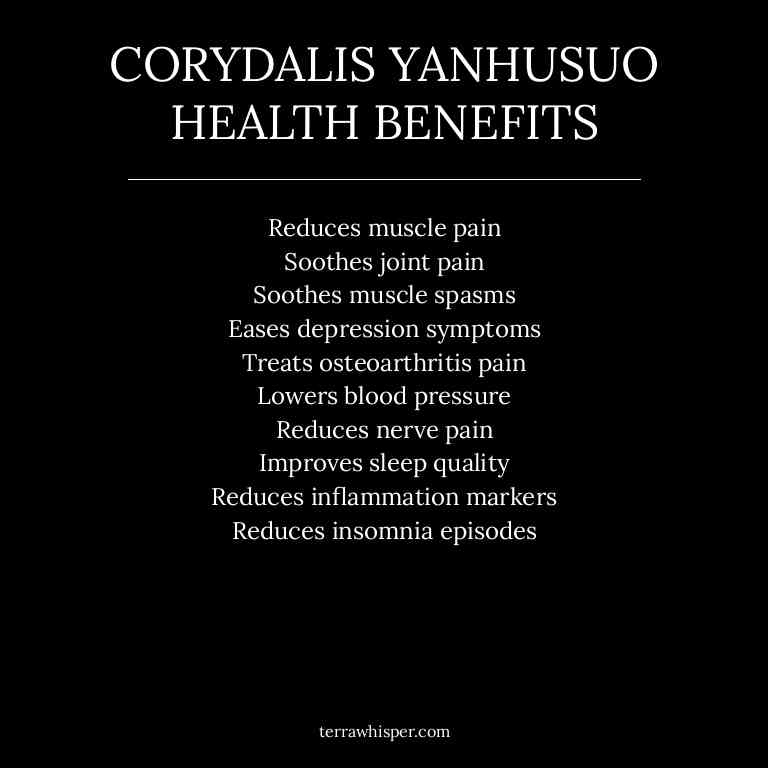 CORYDALIS YANHUSUO
HEALTH BENEFITS
Reduces muscle pain
Soothes joint pain
Soothes muscle spasms
Eases depression symptoms
Treats osteoarthritis pain
Lowers blood pressure
Reduces nerve pain
Improves sleep quality
Reduces inflammation markers
Reduces insomnia episodes
terrawhisper.com